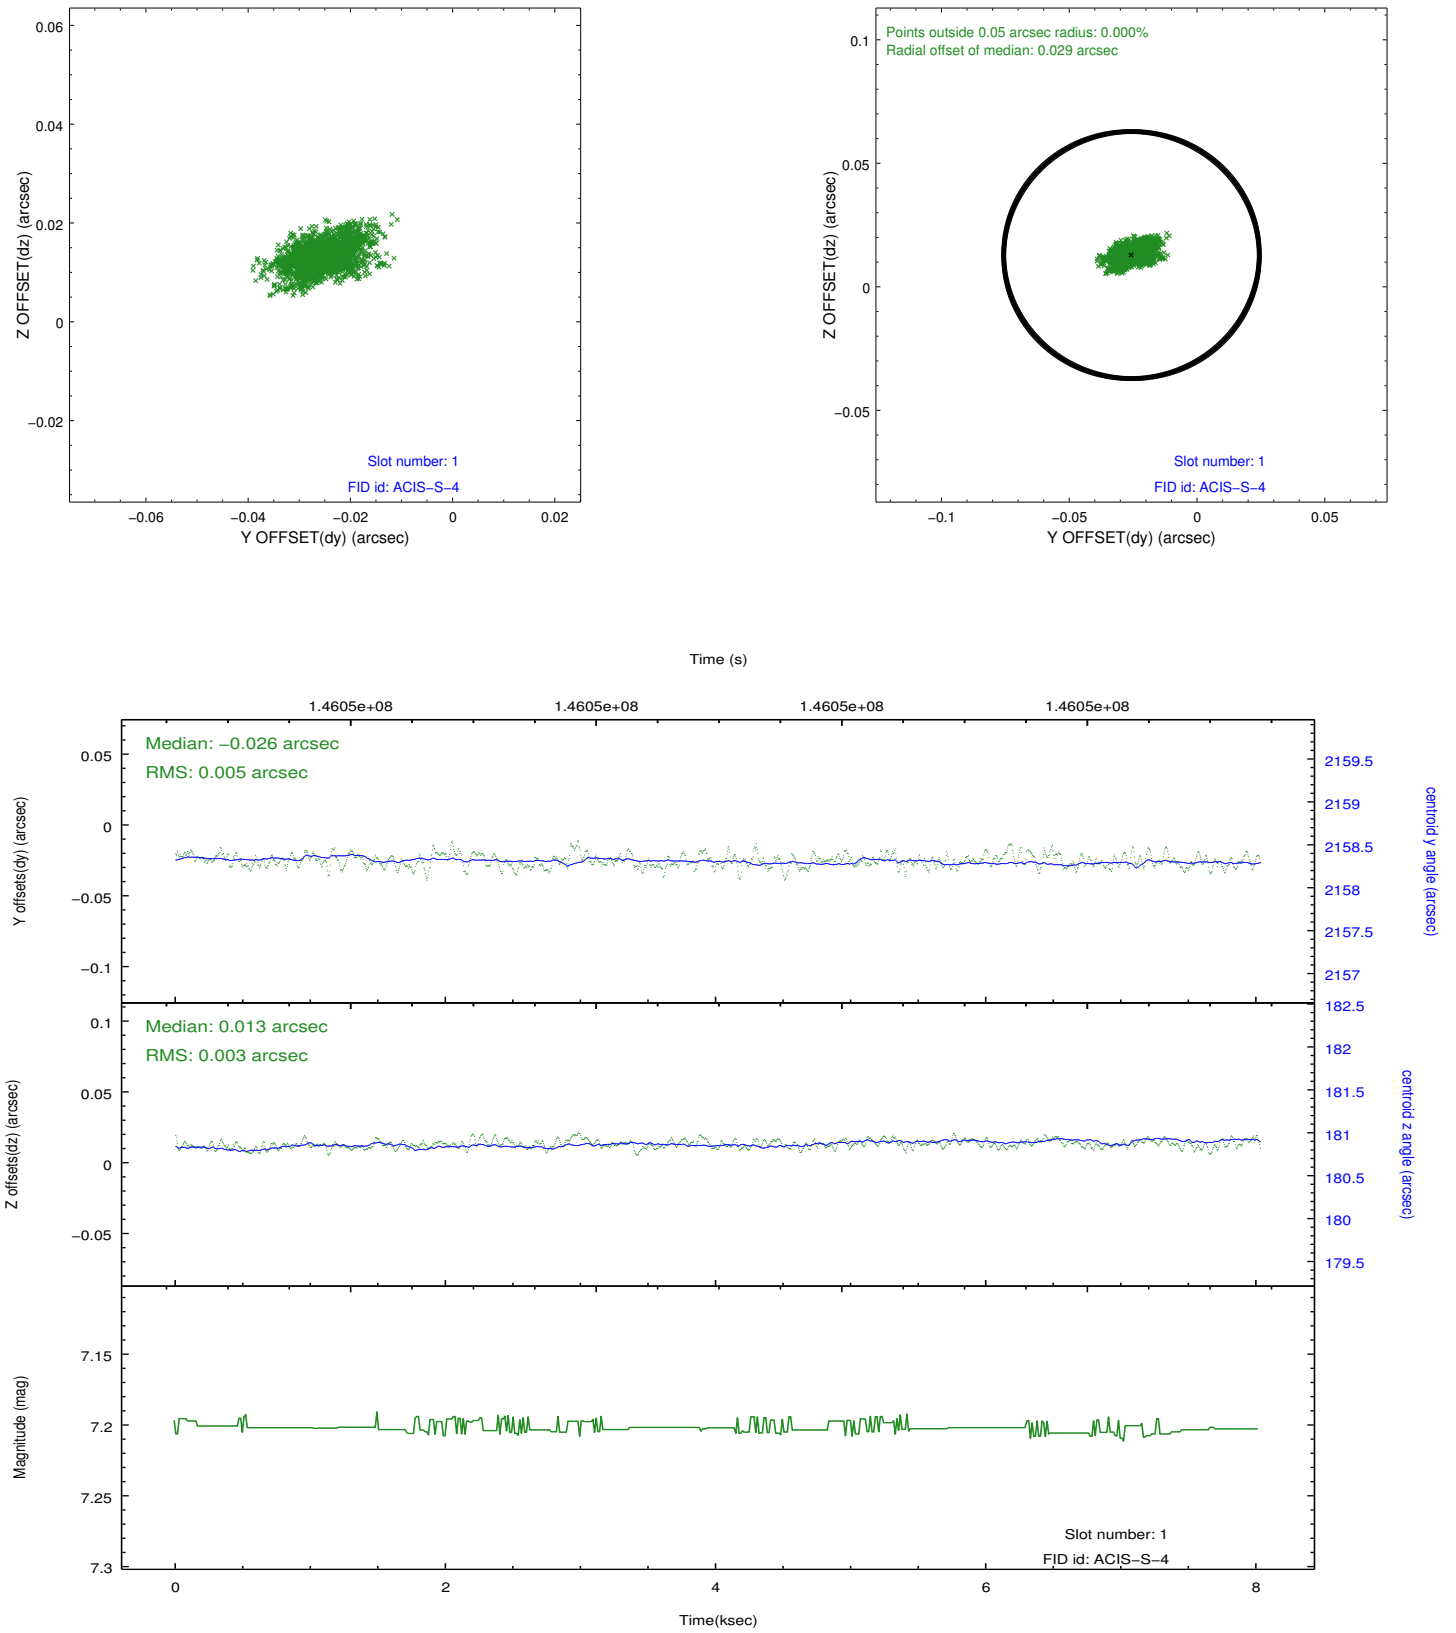 0.06
0.04
0.02
0
−0.02
Z OFFSET(dz) (arcsec)
Slot number: 1
FID id: ACIS−S−4
−0.06 −0.04 −0.02 0 0.02
Y OFFSET(dy) (arcsec)
Points outside 0.05 arcsec radius: 0.000%
Radial offset of median: 0.029 arcsec
0.1
0.05
0
−0.05
Z OFFSET(dz) (arcsec)
Slot number: 1
FID id: ACIS−S−4
−0.1 −0.05 0 0.05
Y OFFSET(dy) (arcsec)
Time (s)
1.4605e+08 1.4605e+08 1.4605e+08 1.4605e+08
Median: −0.026 arcsec
RMS: 0.005 arcsec
0.05
0
−0.05
−0.1
Y offsets(dy) (arcsec)
2159.5
2159
2158.5
2158
2157.5
2157
centroid y angle (arcsec)
Median: 0.013 arcsec
RMS: 0.003 arcsec
0.1
0.05
0
−0.05
Z offsets(dz) (arcsec)
182.5
182
181.5
181
180.5
180
179.5
centroid z angle (arcsec)
7.15
7.2
7.25
7.3
Magnitude (mag)
Slot number: 1
FID id: ACIS−S−4
0 2 4 6 8
Time(ksec)